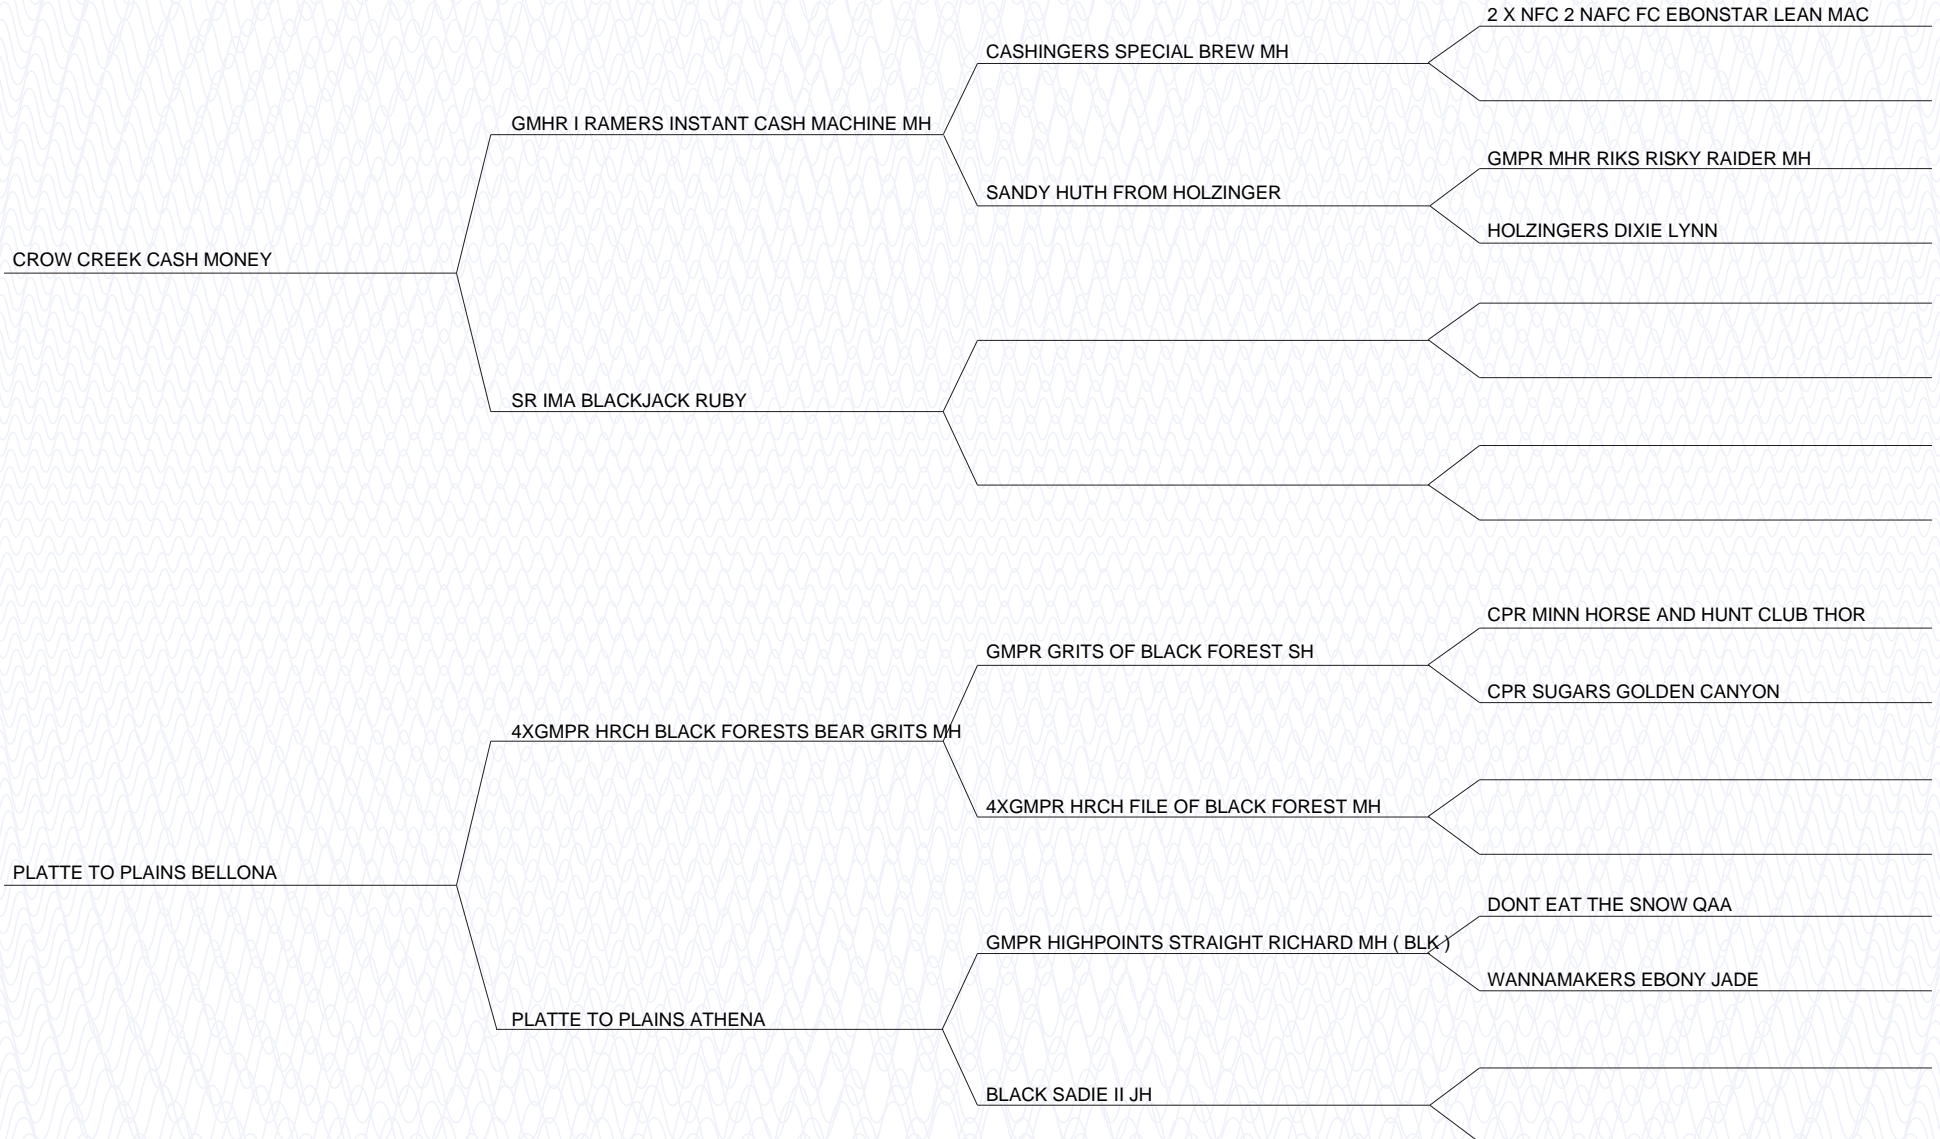 2 X NFC 2 NAFC FC EBONSTAR LEAN MAC
CASHINGERS SPECIAL BREW MH
GMHR I RAMERS INSTANT CASH MACHINE MH
GMPR MHR RIKS RISKY RAIDER MH
SANDY HUTH FROM HOLZINGER
HOLZINGERS DIXIE LYNN
CROW CREEK CASH MONEY
SR IMA BLACKJACK RUBY
CPR MINN HORSE AND HUNT CLUB THOR
GMPR GRITS OF BLACK FOREST SH
CPR SUGARS GOLDEN CANYON
4XGMPR HRCH BLACK FORESTS BEAR GRITS MH
4XGMPR HRCH FILE OF BLACK FOREST MH
PLATTE TO PLAINS BELLONA
DONT EAT THE SNOW QAA
GMPR HIGHPOINTS STRAIGHT RICHARD MH ( BLK )
WANNAMAKERS EBONY JADE
PLATTE TO PLAINS ATHENA
BLACK SADIE II JH